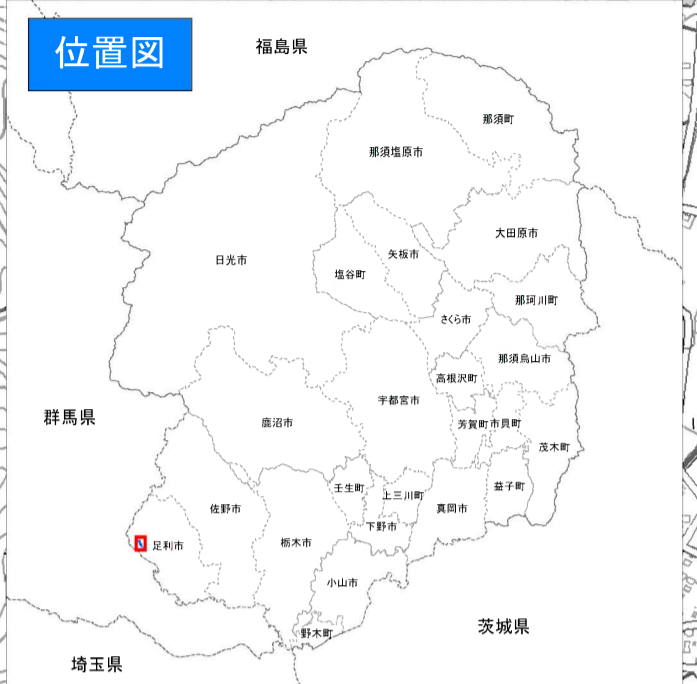 位置図
福島県
那須町
那須塩原市
大田原市
矢板市
日光市
塩谷町
那珂川町
さくら市
那須烏山市
高根沢町
宇都宮市
群馬県
鹿沼市
芳賀町
市貝町
茂木町
壬生町
上三川町
益子町
佐野市
真岡市
下野市
足利市
栃木市
小山市
茨城県
野木町
埼玉県